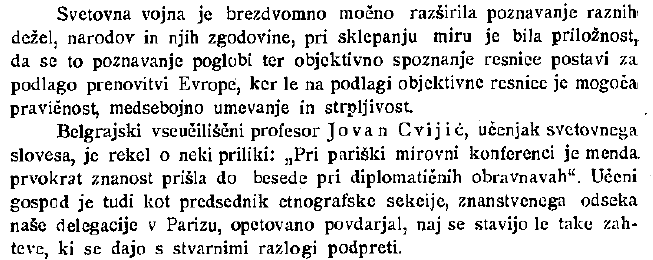 Svetovna vojna je brezdvomno močno razširila poznavanje raznih
dežel, narodov in njih zgodovine, pri sklepanju miru je bila priložnost,
da se to poznavanje poglobi ter objektivno spoznanje resnice postavi za
podlago prenovitvi Evrope, ker le na podlagi objektivne resnice je mogoča
pravičnost, medsebojno umevanje in strpljivost.
Belgrajski vseučiliščni profesor Jovan Cvijić, učenjak svetovnega
slovesa, je rekel o neki priliki: „Pri pariški mirovni konferenci je menda
prvokrat znanost prišla do besede pri diplomatičnih obravnavah“. Učeni
gospod je tudi kot predsednik etnografske sekcije, znanstvenega odseka
naše delegacije v Parizu, opetovano povdarjal, naj se stavijo le take zah-
teve, ki se dajo s stvarnimi razlogi podpreti.